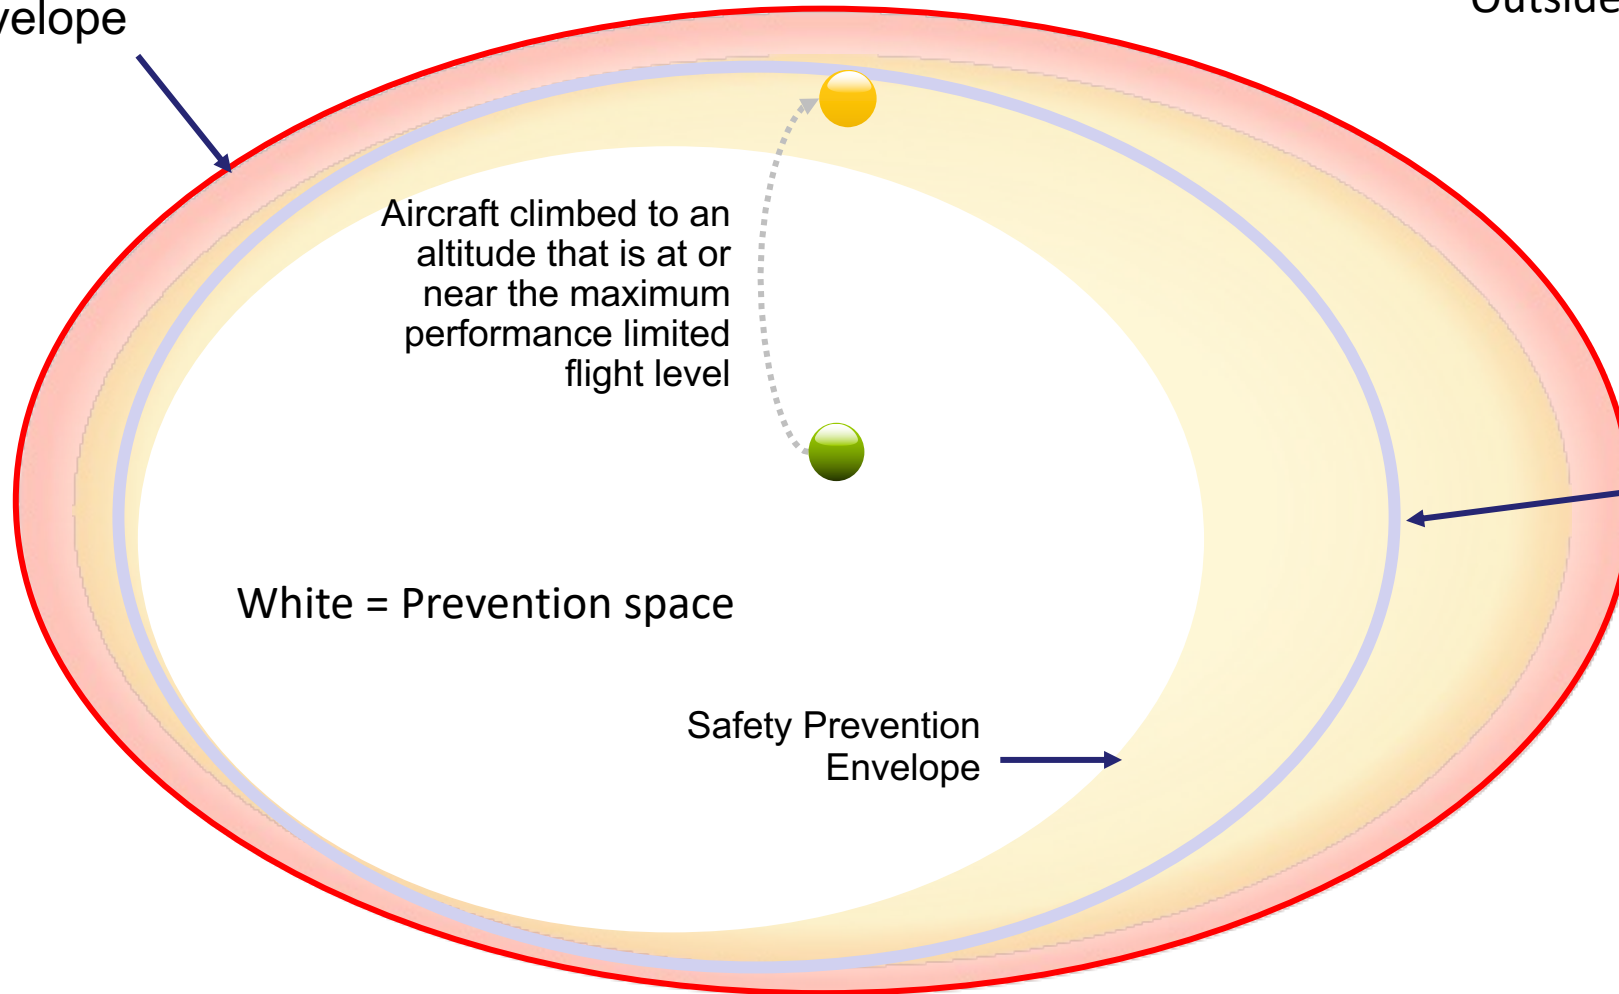 velope
Outside
Aircraft climbed to an
altitude that is at or
near the maximum
performance limited
flight level
White = Prevention space
Safety Prevention
Envelope